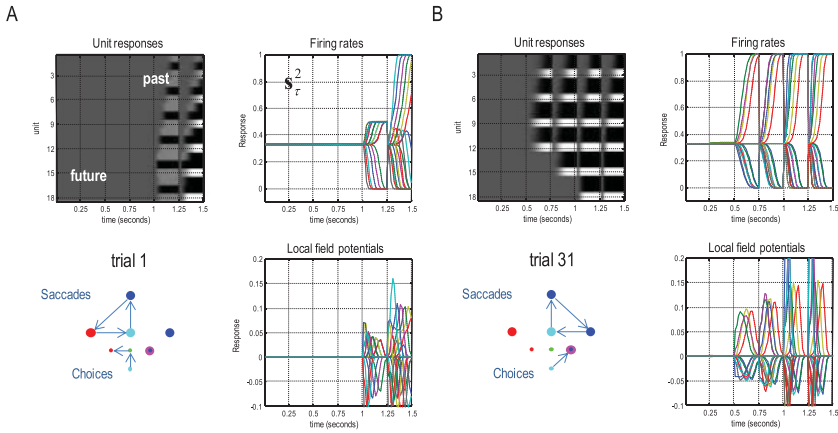 A
Unit responses
unit
3
6
9
12
15
18
past
future
0.25 0.5 0.75 1 1.25 1.5
time (seconds)
Firing rates
Response
1
0.8
0.6
0.4
0.2
0
s²τ
0.25 0.5 0.75 1 1.25 1.5
time (seconds)
trial 1
Saccades
Choices
Local field potentials
Response
0.2
0.15
0.1
0.05
0
-0.05
-0.1
0.25 0.5 0.75 1 1.25 1.5
time (seconds)
B
Unit responses
3
6
9
12
15
18
0.25 0.5 0.75 1 1.25 1.5
time (seconds)
Firing rates
1
0.8
0.6
0.4
0.2
0
0.25 0.5 0.75 1 1.25 1.5
time (seconds)
trial 31
Saccades
Choices
Local field potentials
0.2
0.15
0.1
0.05
0
-0.05
-0.1
0.25 0.5 0.75 1 1.25 1.5
time (seconds)